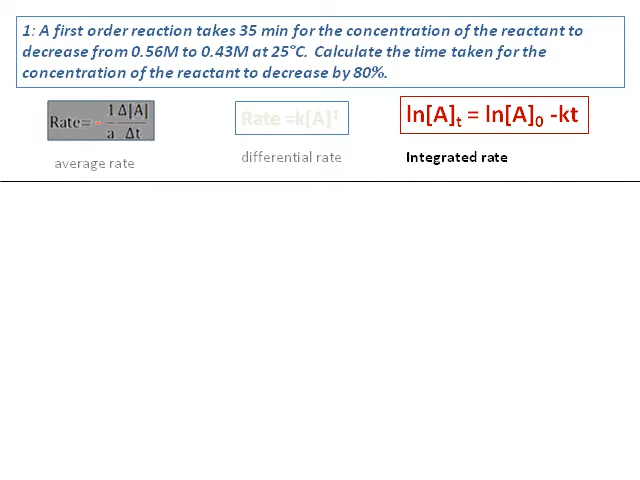 1: A first order reaction takes 35 min for the concentration of the reactant to
decrease from 0.56M to 0.43M at 25°C. Calculate the time taken for the
concentration of the reactant to decrease by 80%.
Rate= - 1/a Δ[A]/Δt
Rate =k[A]¹
ln[A]t = ln[A]0 -kt
average rate
differential rate
Integrated rate